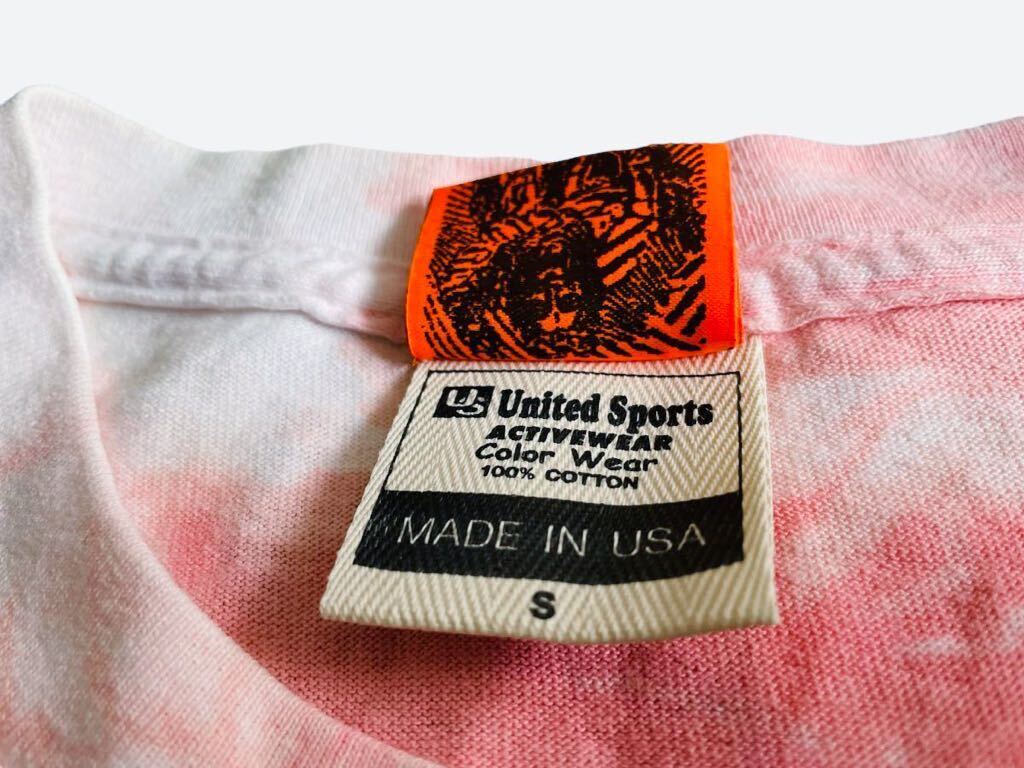 US United Sports
ACTIVEWEAR
Color Wear
100% COTTON
MADE IN USA
S